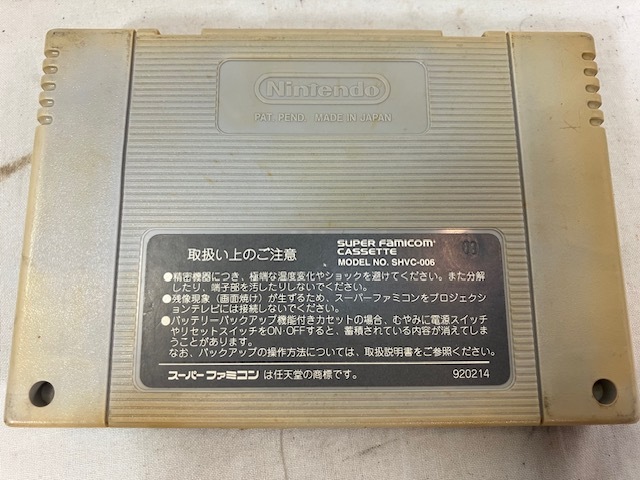 Nintendo
PAT. PEND. MADE IN JAPAN
取扱い上のご注意
SUPER FAMICOM
CASSETTE
MODEL NO. SHVC-006
03
●精密機器につき、極端な温度変化やショックを避けてください。また分解
したり、端子部を汚したりしないでください。
●残像現象（画面焼け）が生ずるため、スーパーファミコンをプロジェクシ
ョンテレビには接続しないでください。
●バッテリーバックアップ機能付きカセットの場合、むやみに電源スイッチ
やリセットスイッチをON・OFFすると、蓄積されている内容が消えてしま
うことがあります。
なお、バックアップの操作方法については、取扱説明書をご参照ください。
スーパーファミコンは任天堂の商標です。
920214